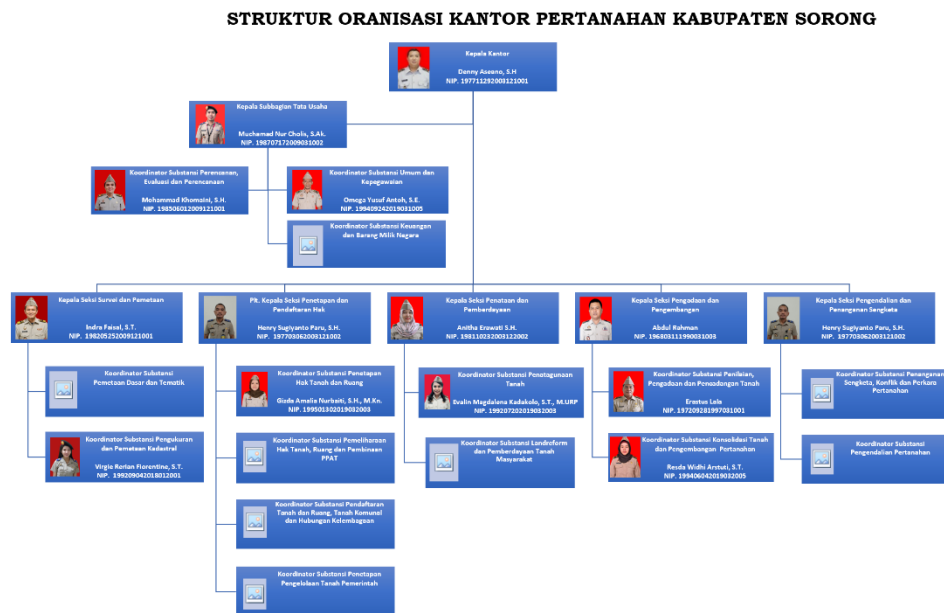 STRUKTUR ORANISASI KANTOR PERTANAHAN KABUPATEN SORONG
Kepala Kantor
Denny Aseano, S.H
NIP. 197711292003121001
Kepala Subbagian Tata Usaha
Muchamad Nur Cholis, S.Ak.
NIP. 198707172009031002
Koordinator Substansi Perencanan,
Evaluasi dan Perencanaan
Mohammad Khomaini, S.H.
NIP. 198506012009121001
Koordinator Substansi Umum dan
Kepegawaian
Omega Yusuf Antoh, S.E.
NIP. 199409242019031005
Koordinator Substansi Keuangan
dan Barang Milik Negara
Kepala Seksi Survei dan Pemetaan
Indra Faisal, S.T.
NIP. 198205252009121001
Plt. Kepala Seksi Penetapan dan
Pendaftaran Hak
Henry Sugiyanto Paru, S.H.
NIP. 197703062003121002
Kepala Seksi Penataan dan
Pemberdayaan
Anitha Erawati S.H.
NIP. 198110232003122002
Kepala Seksi Pengadaan dan
Pengembangan
Abdul Rahman
NIP. 196803111990031003
Kepala Seksi Pengendalian dan
Penanganan Sengketa
Henry Sugiyanto Paru, S.H.
NIP. 197703062003121002
Koordinator Substansi
Pemetaan Dasar dan Tematik
Koordinator Substansi Pengukuran
dan Pemetaan Kadastral
Virgie Rerian Fiorentino, S.T.
NIP. 199209042018012001
Koordinator Substansi Penetapan
Hak Tanah dan Ruang
Giada Amalia Nurbaiti, S.H., M.Kn.
NIP. 199501302019032003
Koordinator Substansi Pemeliharaan
Hak Tanah, Ruang dan Pembinaan
PPAT
Koordinator Substansi Pendaftaran
Tanah dan Ruang, Tanah Komunal
dan Hubungan Kelembagaan
Koordinator Substansi Penetapan
Pengelolaan Tanah Pemerintah
Koordinator Substansi Penatagunaan
Tanah
Evalin Magdalena Kadakolo, S.T., M.URP
NIP. 199207202019032003
Koordinator Substansi Landreform
dan Pemberdayaan Tanah
Masyarakat
Koordinator Substansi Penilaian,
Pengadaan dan Pencadangan Tanah
Erastus Lela
NIP. 197209281997031001
Koordinator Substansi Konsolidasi Tanah
dan Pengembangan Pertanahan
Resda Widhi Arstuti, S.T.
NIP. 199406042019032005
Koordinator Substansi Penanganan
Sengketa, Konflik dan Perkara
Pertanahan
Koordinator Substansi
Pengendalian Pertanahan